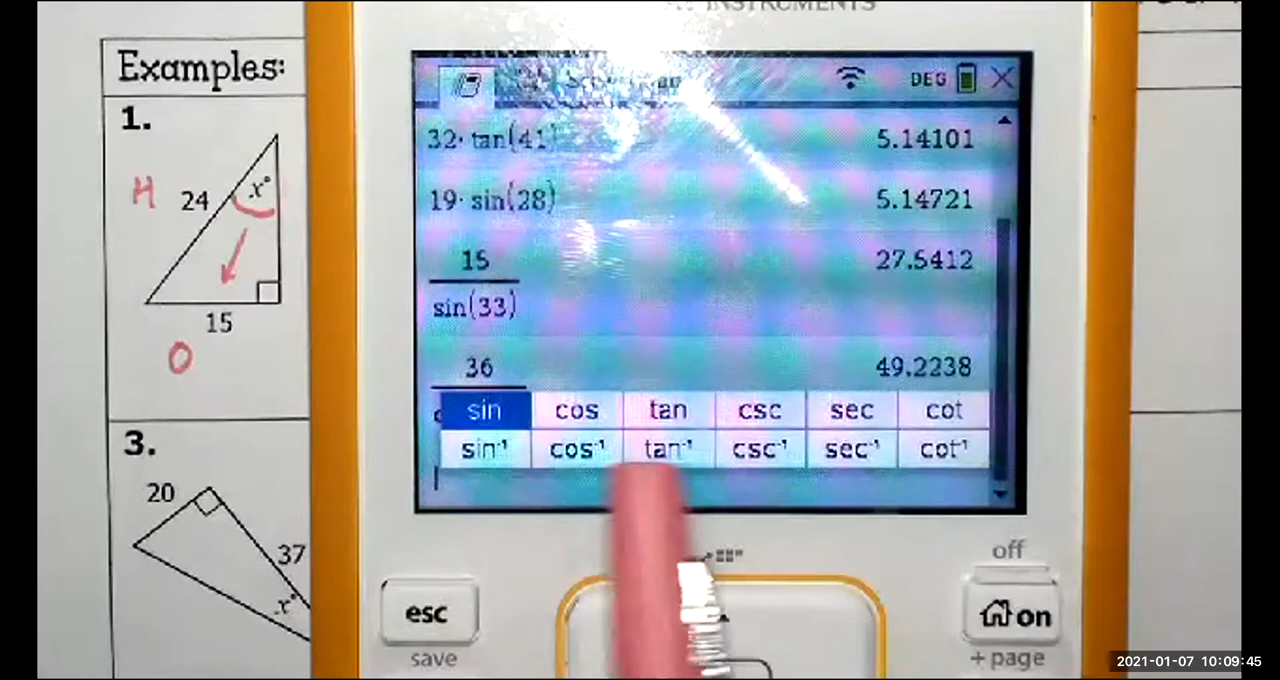 INSTRUMENTS
Examples:
1.
H
24
x°
15
O
3.
20
37
x°
DEG
32· tan(41)
5.14101
19· sin(28)
5.14721
15
sin(33)
27.5412
36
49.2238
sin cos tan csc sec cot
sin⁻¹ cos⁻¹ tan⁻¹ csc⁻¹ sec⁻¹ cot⁻¹
esc
save
off
on
+ page
2021-01-07 10:09:45